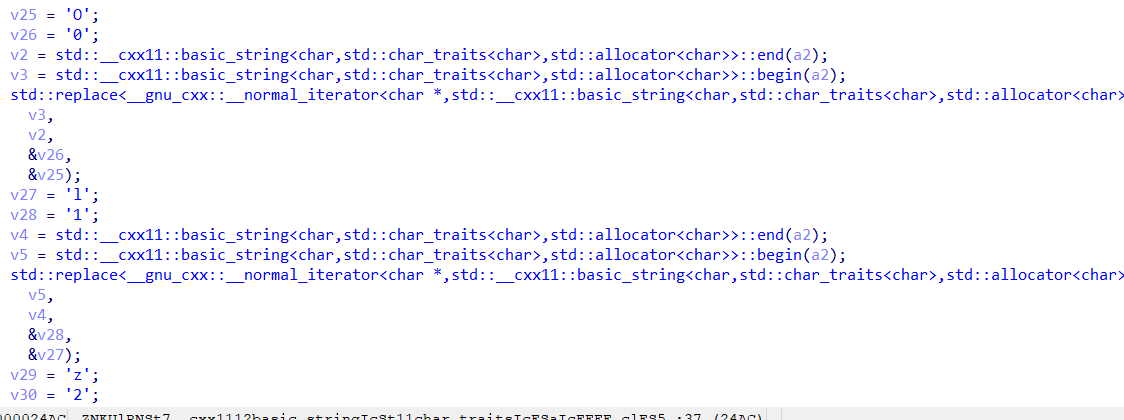 v25 = 'O';
v26 = '0';
v2 = std::__cxx11::basic_string<char,std::char_traits<char>,std::allocator<char>>::end(a2);
v3 = std::__cxx11::basic_string<char,std::char_traits<char>,std::allocator<char>>::begin(a2);
std::replace<__gnu_cxx::__normal_iterator<char *,std::__cxx11::basic_string<char,std::char_traits<char>,std::allocator<char>
v3,
v2,
&v26,
&v25);
v27 = 'l';
v28 = '1';
v4 = std::__cxx11::basic_string<char,std::char_traits<char>,std::allocator<char>>::end(a2);
v5 = std::__cxx11::basic_string<char,std::char_traits<char>,std::allocator<char>>::begin(a2);
std::replace<__gnu_cxx::__normal_iterator<char *,std::__cxx11::basic_string<char,std::char_traits<char>,std::allocator<char>
v5,
v4,
&v28,
&v27);
v29 = 'z';
v30 = '2';